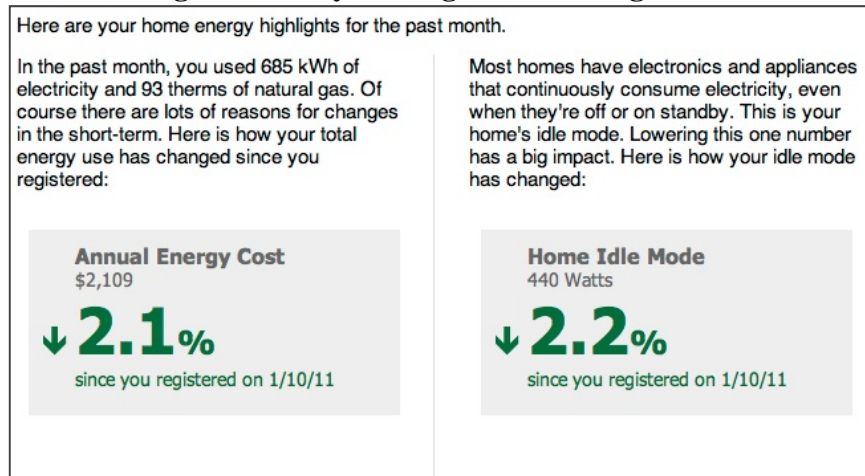 Here are your home energy highlights for the past month.
In the past month, you used 685 kWh of
electricity and 93 therms of natural gas. Of
course there are lots of reasons for changes
in the short-term. Here is how your total
energy use has changed since you
registered:
Annual Energy Cost
$2,109
↓ 2.1%
since you registered on 1/10/11
Most homes have electronics and appliances
that continuously consume electricity, even
when they're off or on standby. This is your
home's idle mode. Lowering this one number
has a big impact. Here is how your idle mode
has changed:
Home Idle Mode
440 Watts
↓ 2.2%
since you registered on 1/10/11